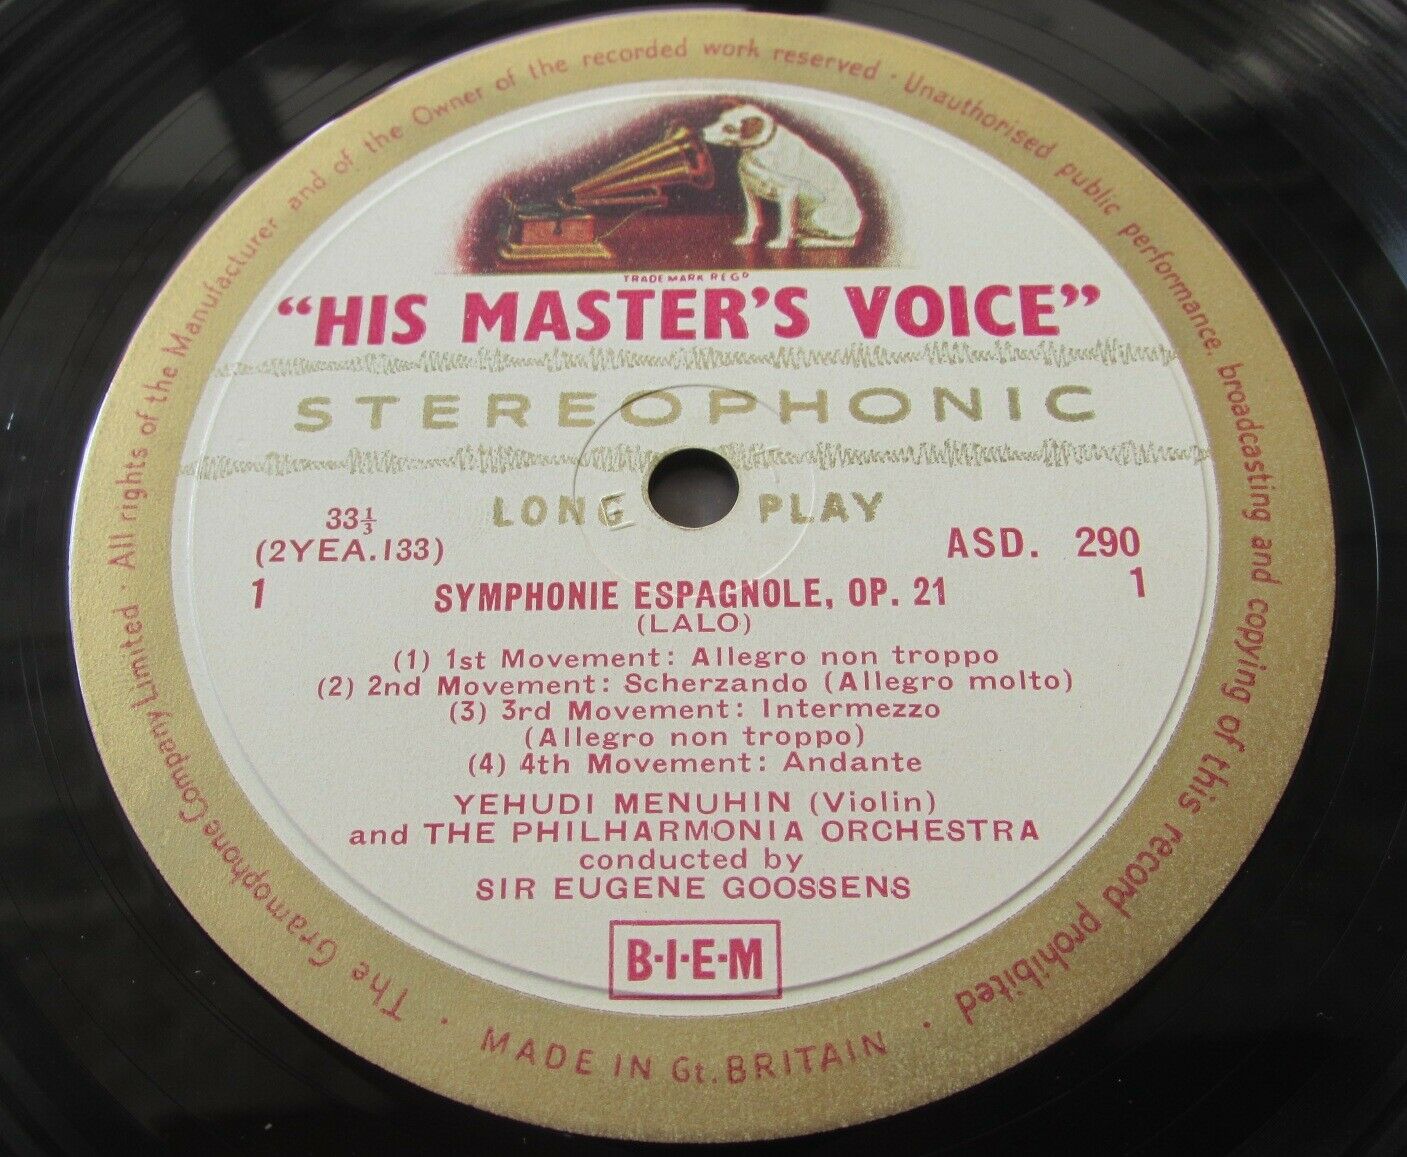 The Gramophone Company Limited · All rights of the Manufacturer and of the Owner of the recorded work reserved · Unauthorised public performance, broadcasting and copying of this record prohibited ·
TRADE MARK REGD
“HIS MASTER'S VOICE”
STEREOPHONIC
LONG PLAY
33⅓
(2YEA.133)
ASD. 290
1 SYMPHONIE ESPAGNOLE, OP. 21 1
(LALO)
(1) 1st Movement: Allegro non troppo
(2) 2nd Movement: Scherzando (Allegro molto)
(3) 3rd Movement: Intermezzo
(Allegro non troppo)
(4) 4th Movement: Andante
YEHUDI MENUHIN (Violin)
and THE PHILHARMONIA ORCHESTRA
conducted by
SIR EUGENE GOOSSENS
B·I·E·M
MADE IN Gt. BRITAIN ·